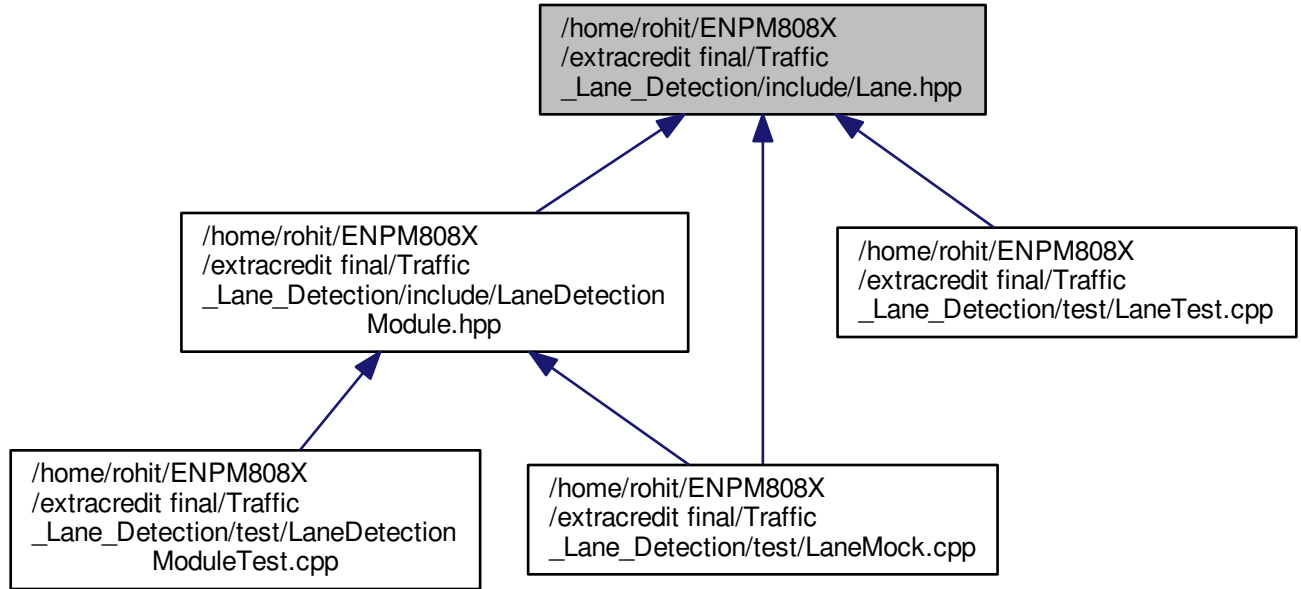 /home/rohit/ENPM808X
/extracredit final/Traffic
_Lane_Detection/include/Lane.hpp
/home/rohit/ENPM808X
/extracredit final/Traffic
_Lane_Detection/include/LaneDetection
Module.hpp
/home/rohit/ENPM808X
/extracredit final/Traffic
_Lane_Detection/test/LaneTest.cpp
/home/rohit/ENPM808X
/extracredit final/Traffic
_Lane_Detection/test/LaneDetection
ModuleTest.cpp
/home/rohit/ENPM808X
/extracredit final/Traffic
_Lane_Detection/test/LaneMock.cpp